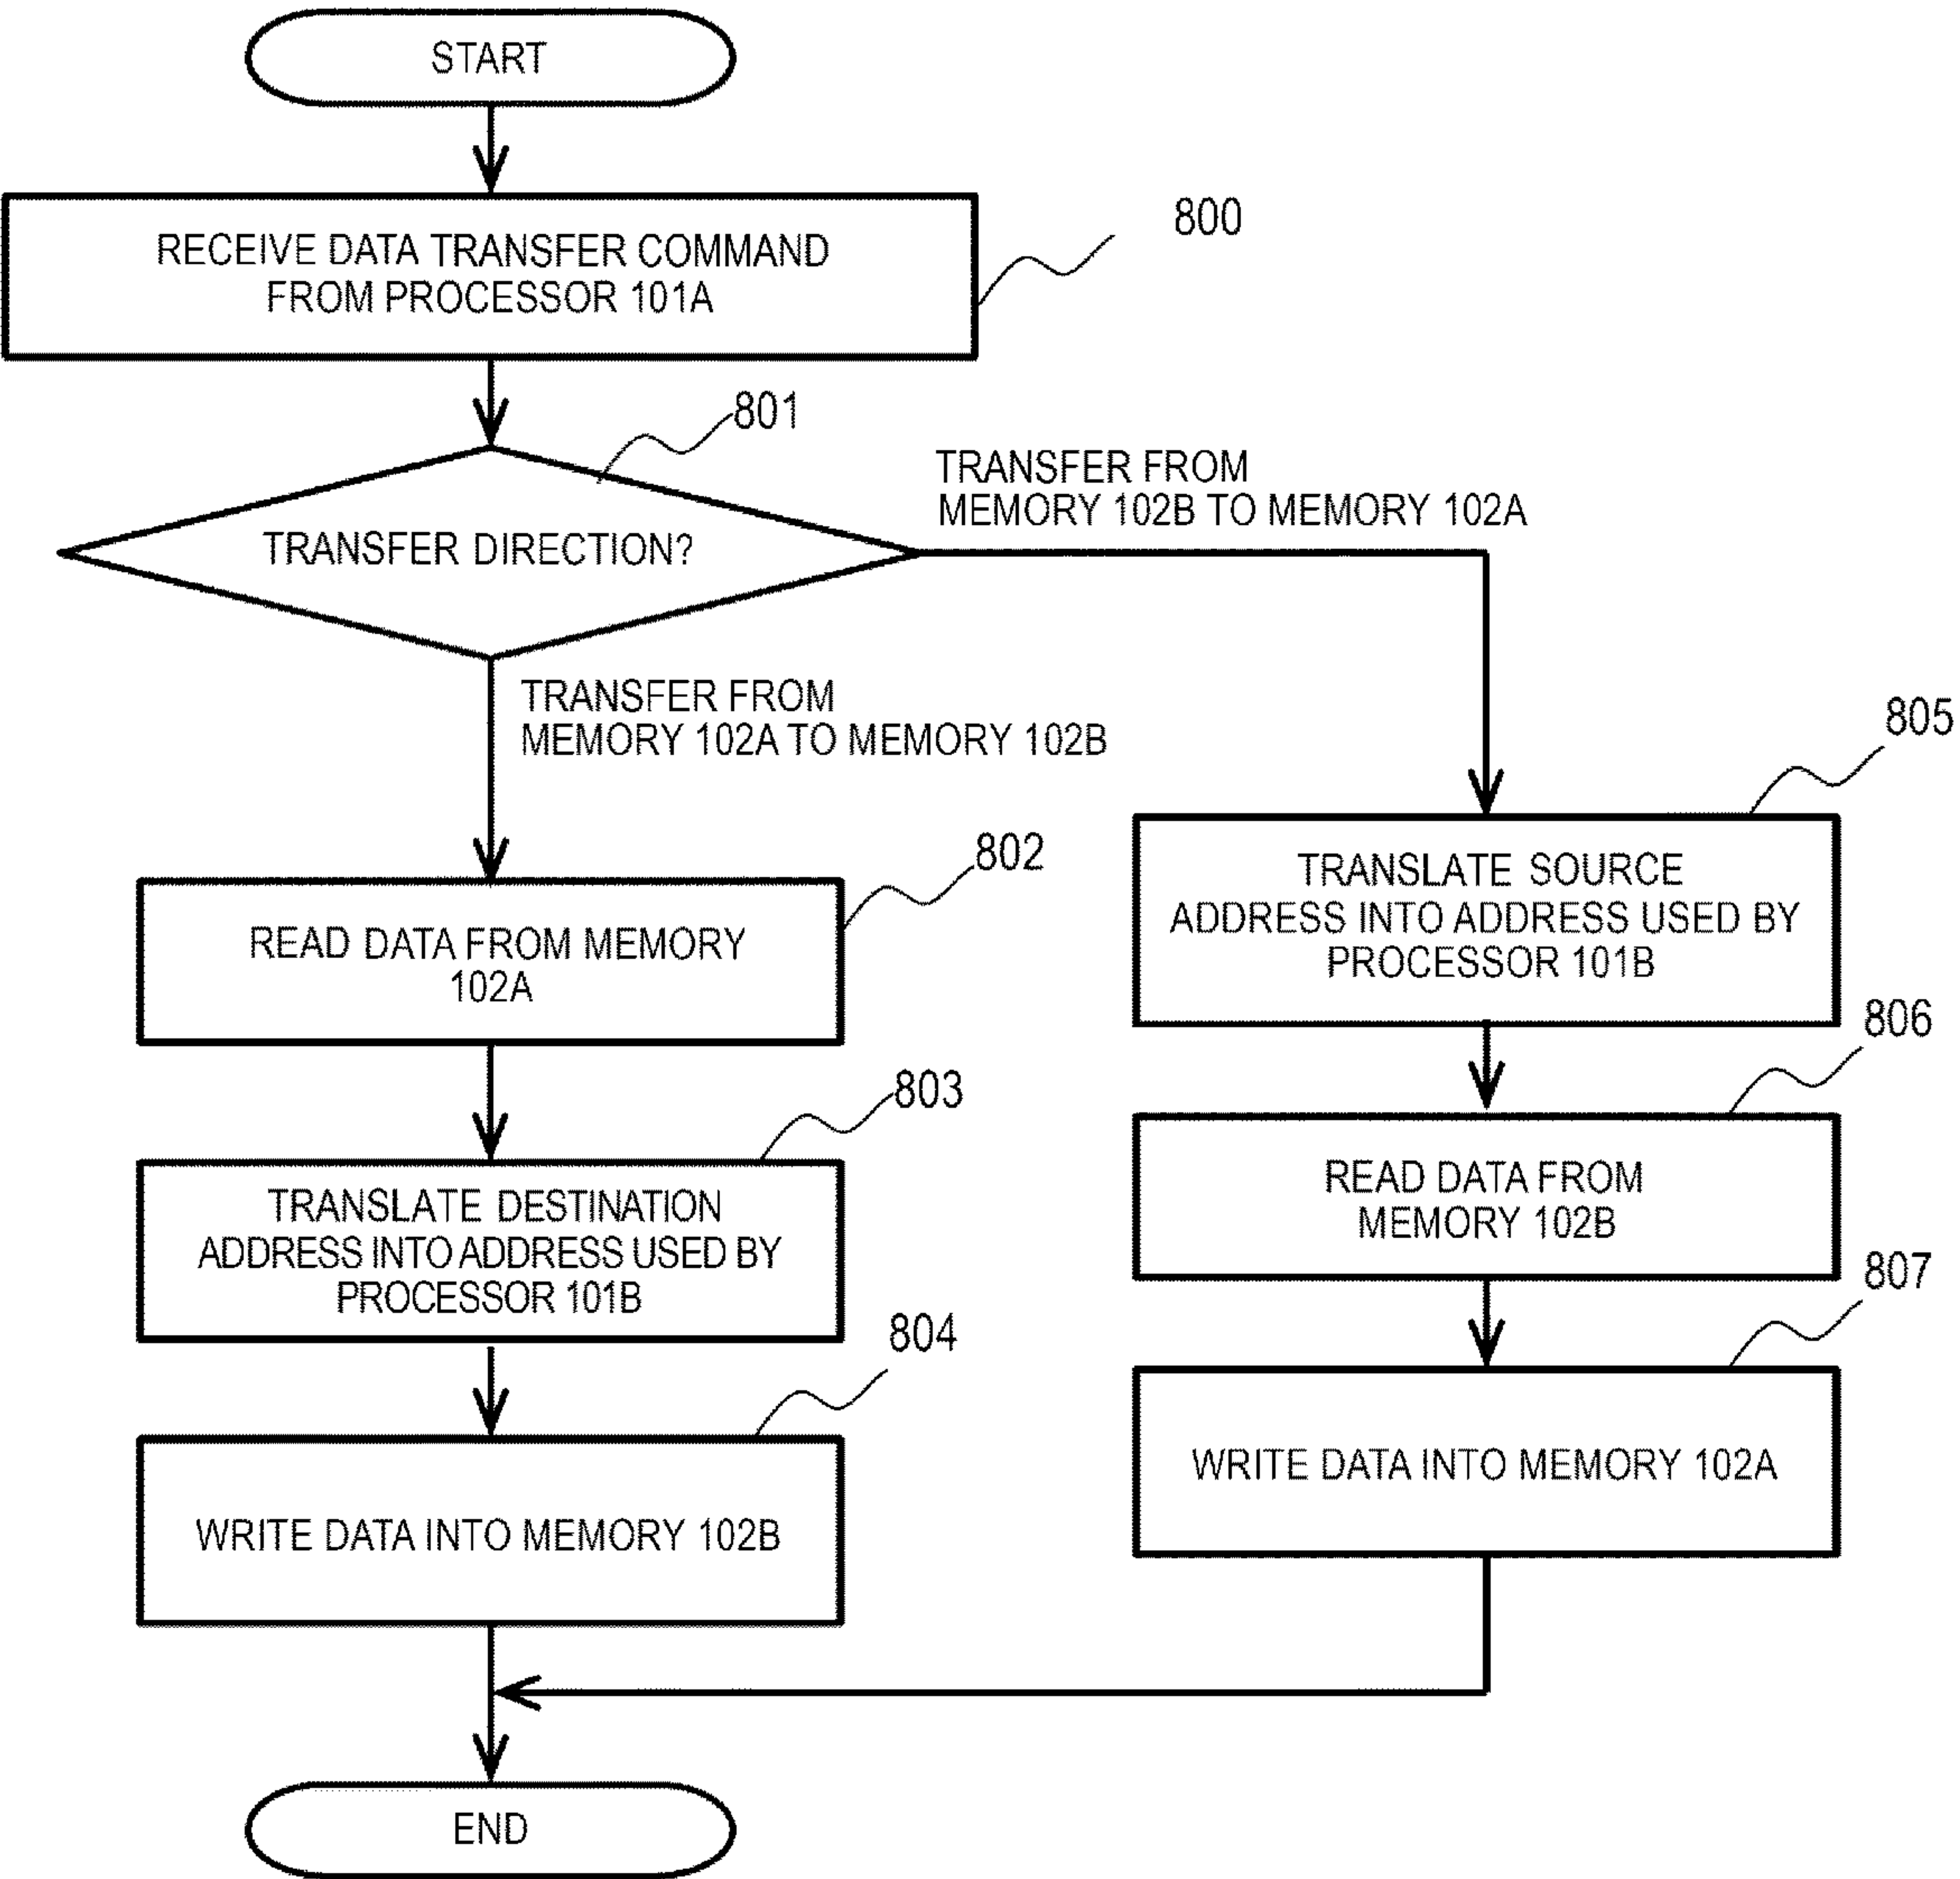 START
800
RECEIVE DATA TRANSFER COMMAND
FROM PROCESSOR 101A
801
TRANSFER FROM
MEMORY 102B TO MEMORY 102A
TRANSFER DIRECTION?
TRANSFER FROM
MEMORY 102A TO MEMORY 102B
802
READ DATA FROM MEMORY
102A
803
TRANSLATE DESTINATION
ADDRESS INTO ADDRESS USED BY
PROCESSOR 101B
804
WRITE DATA INTO MEMORY 102B
805
TRANSLATE SOURCE
ADDRESS INTO ADDRESS USED BY
PROCESSOR 101B
806
READ DATA FROM
MEMORY 102B
807
WRITE DATA INTO MEMORY 102A
END